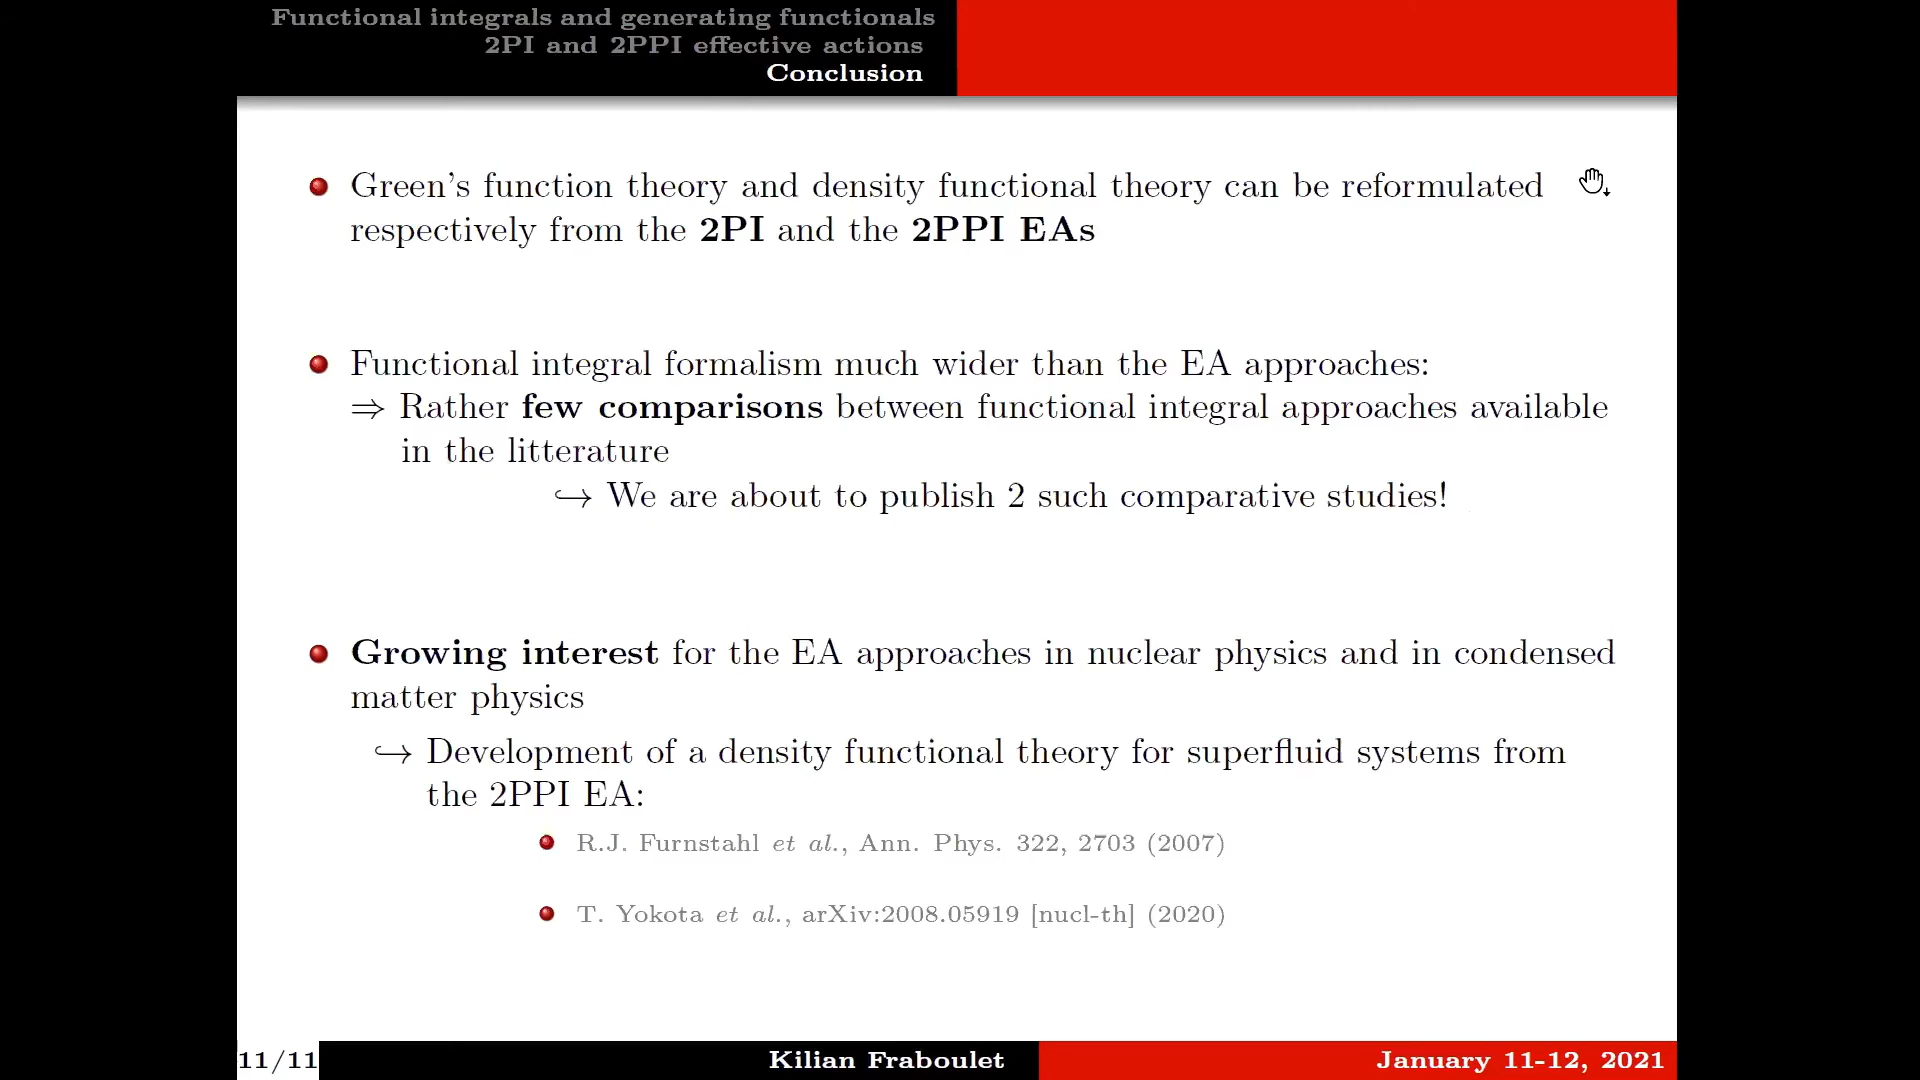 Functional integrals and generating functionals
2PI and 2PPI effective actions
Conclusion
Green's function theory and density functional theory can be reformulated
respectively from the 2PI and the 2PPI EAs
Functional integral formalism much wider than the EA approaches:
⇒ Rather few comparisons between functional integral approaches available
in the litterature
↪ We are about to publish 2 such comparative studies!
Growing interest for the EA approaches in nuclear physics and in condensed
matter physics
↪ Development of a density functional theory for superfluid systems from
the 2PPI EA:
R.J. Furnstahl et al., Ann. Phys. 322, 2703 (2007)
T. Yokota et al., arXiv:2008.05919 [nucl-th] (2020)
11/11
Kilian Fraboulet
January 11-12, 2021